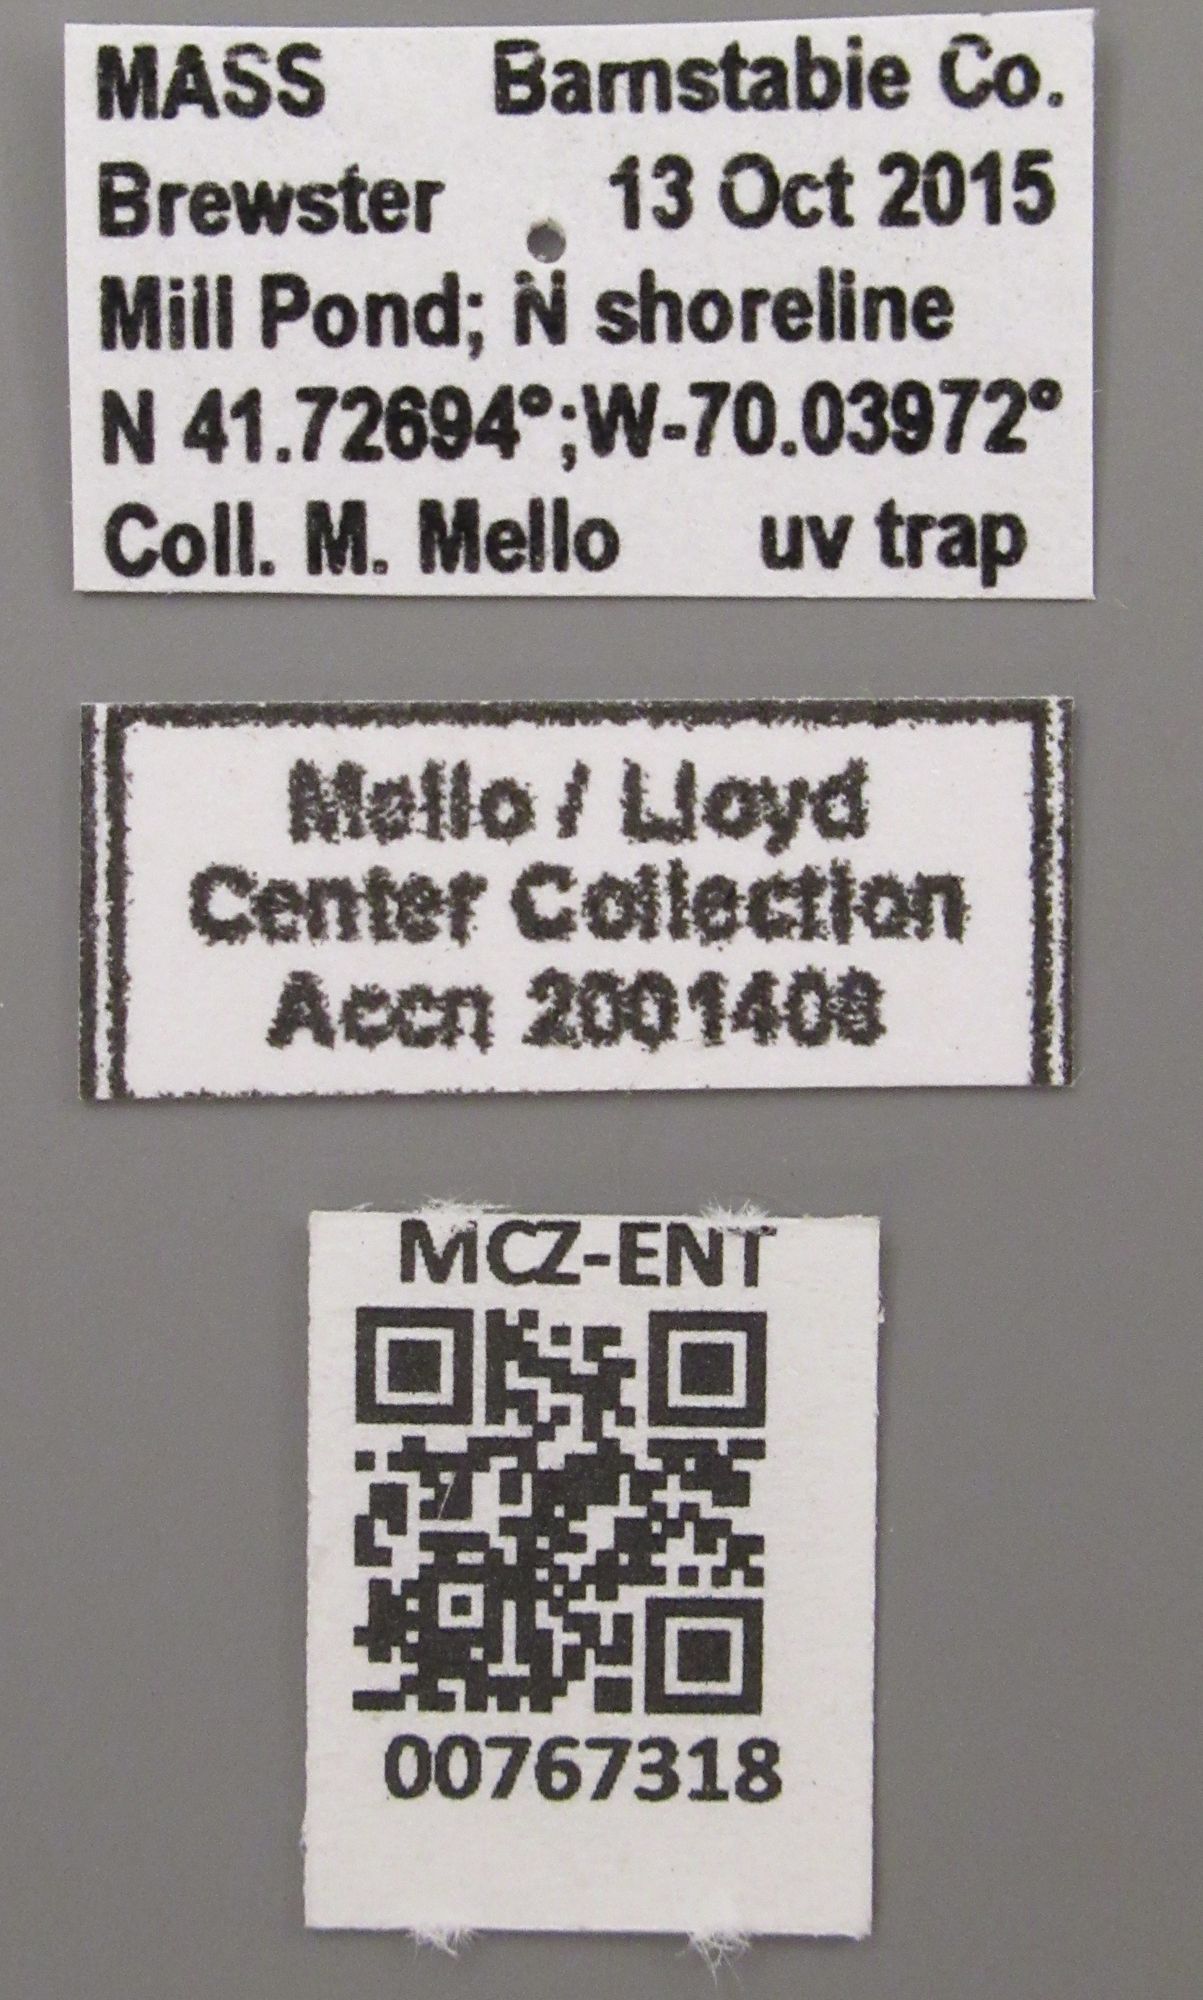 MASS Barnstable Co.
Brewster 13 Oct 2015
Mill Pond; N shoreline
N 41.72694°;W-70.03972°
Coll. M. Mello uv trap
Mello / Lloyd
Center Collection
Accn 2001408
MCZ-ENT
00767318